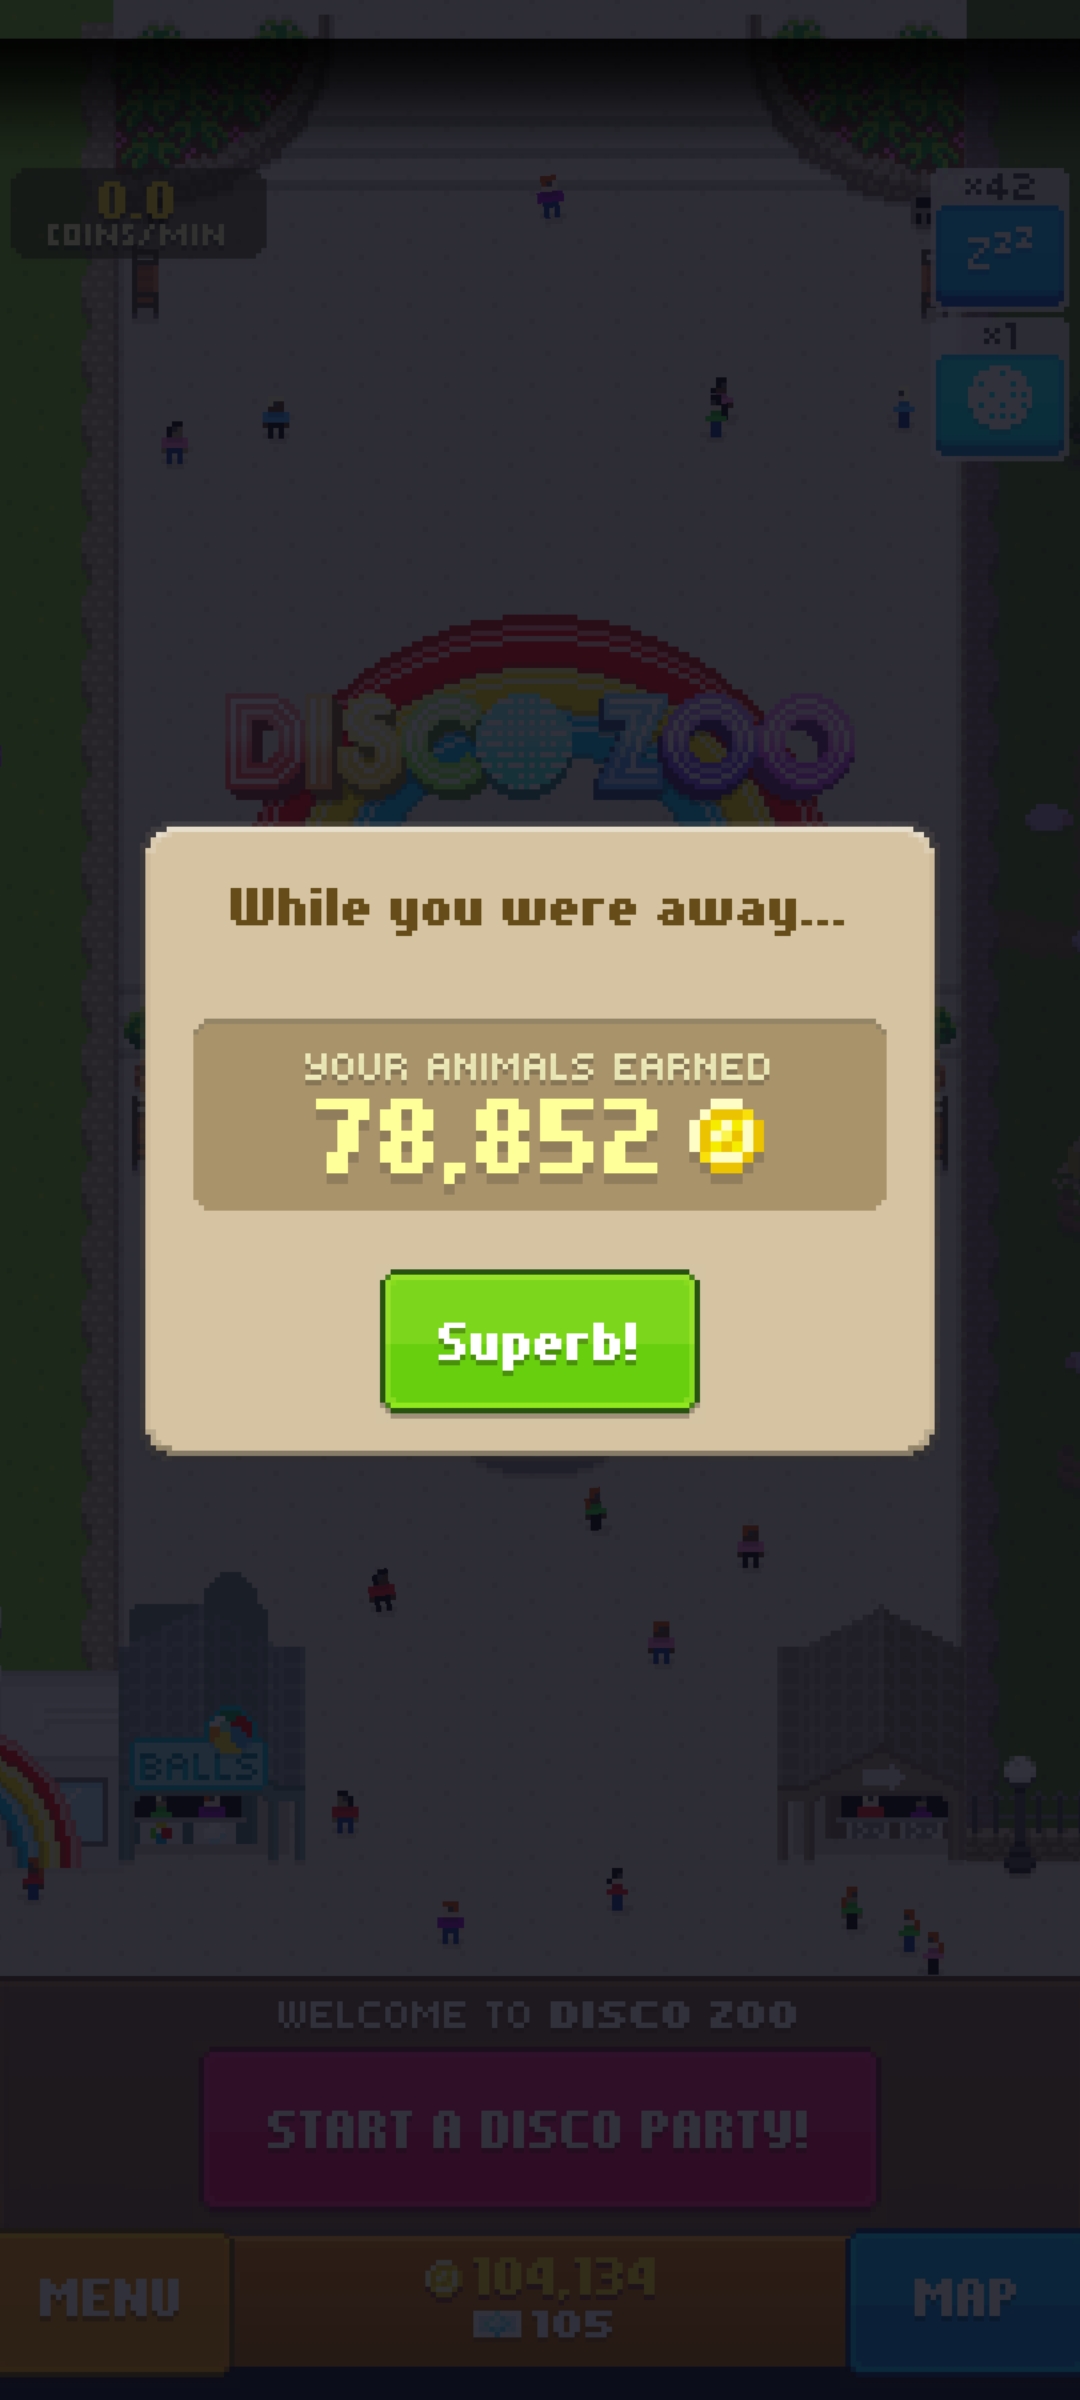 0.0
COINS/MIN
x42
zzz
x1
DISCO ZOO
While you were away...
YOUR ANIMALS EARNED
78,852
Superb!
BALLS
WELCOME TO DISCO ZOO
START A DISCO PARTY!
MENU
104,134
105
MAP